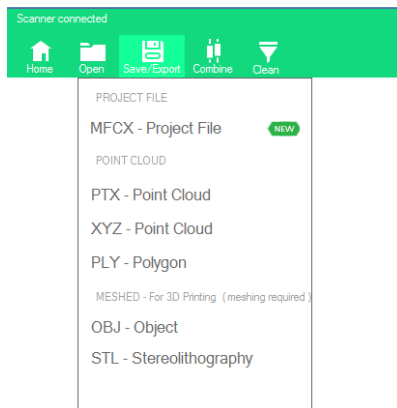 Scanner connected
Home Open Save/Export Combine Clean
PROJECT FILE
MFCX - Project File NEW
POINT CLOUD
PTX - Point Cloud
XYZ - Point Cloud
PLY - Polygon
MESHED - For 3D Printing ( meshing required )
OBJ - Object
STL - Stereolithography